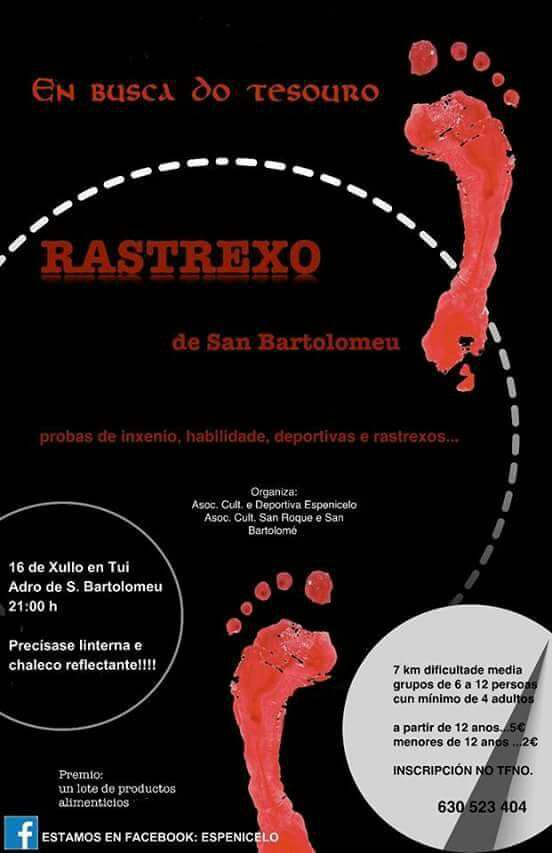 En busca do tesouro
RASTREXO
de San Bartolomeu
probas de inxenio, habilidade, deportivas e rastrexos...
Organiza:
Asoc. Cult. e Deportiva Espenicelo
Asoc. Cult. San Roque e San
Bartolomé
16 de Xullo en Tui
Adro de S. Bartolomeu
21:00 h
Precísase linterna e
chaleco reflectante!!!!
7 km dificultade media
grupos de 6 a 12 persoas
cun mínimo de 4 adultos
a partir de 12 anos...5€
menores de 12 anos ...2€
INSCRIPCIÓN NO TFNO.
630 523 404
Premio:
un lote de productos
alimenticios
f ESTAMOS EN FACEBOOK: ESPENICELO